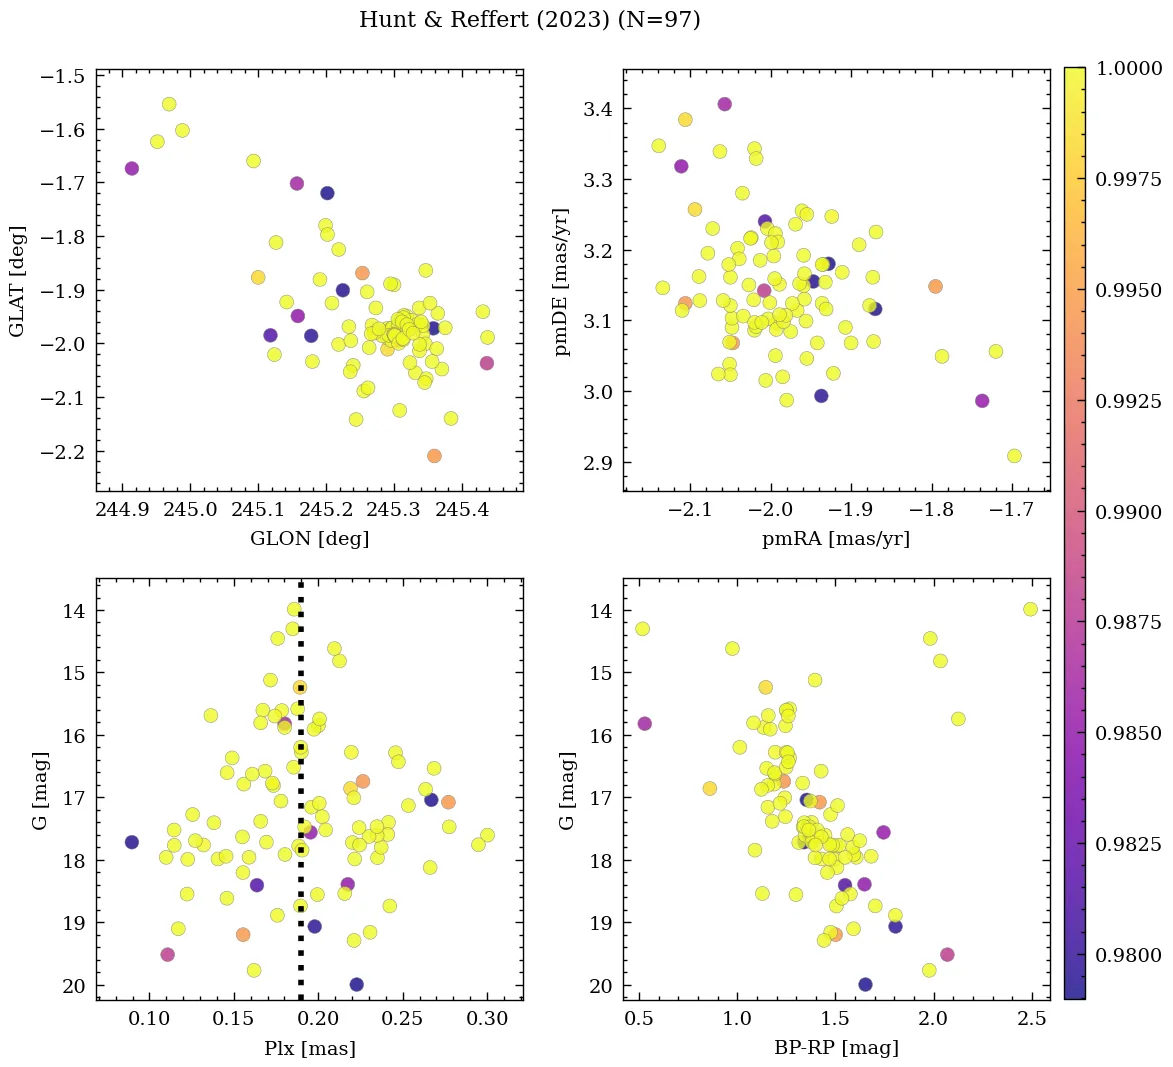 Hunt & Reffert (2023) (N=97)
−1.5
−1.6
−1.7
−1.8
−1.9
−2.0
−2.1
−2.2
GLAT [deg]
244.9 245.0 245.1 245.2 245.3 245.4
GLON [deg]
3.4
3.3
3.2
3.1
3.0
2.9
pmDE [mas/yr]
−2.1 −2.0 −1.9 −1.8 −1.7
pmRA [mas/yr]
14
15
16
17
18
19
20
G [mag]
0.10 0.15 0.20 0.25 0.30
Plx [mas]
14
15
16
17
18
19
20
G [mag]
0.5 1.0 1.5 2.0 2.5
BP-RP [mag]
1.0000
0.9975
0.9950
0.9925
0.9900
0.9875
0.9850
0.9825
0.9800